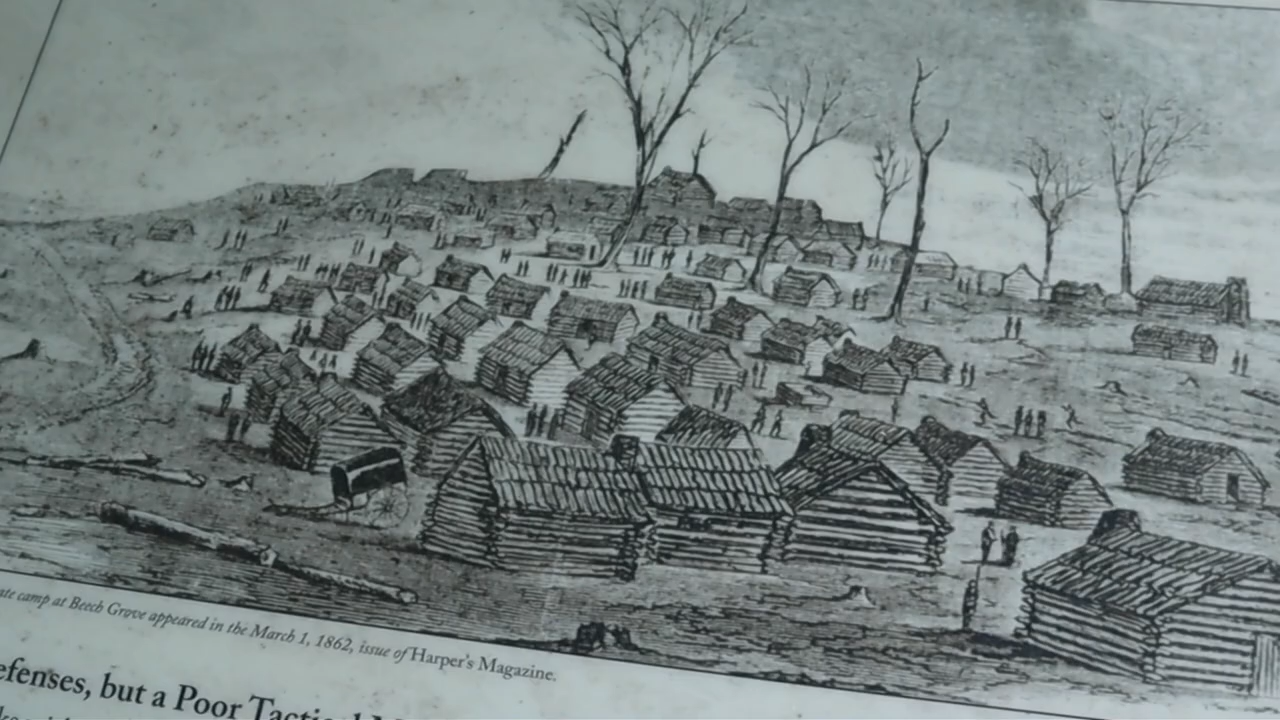 ate camp at Beech Grove appeared in the March 1, 1862, issue of Harper's Magazine.
efenses, but a Poor Tactical